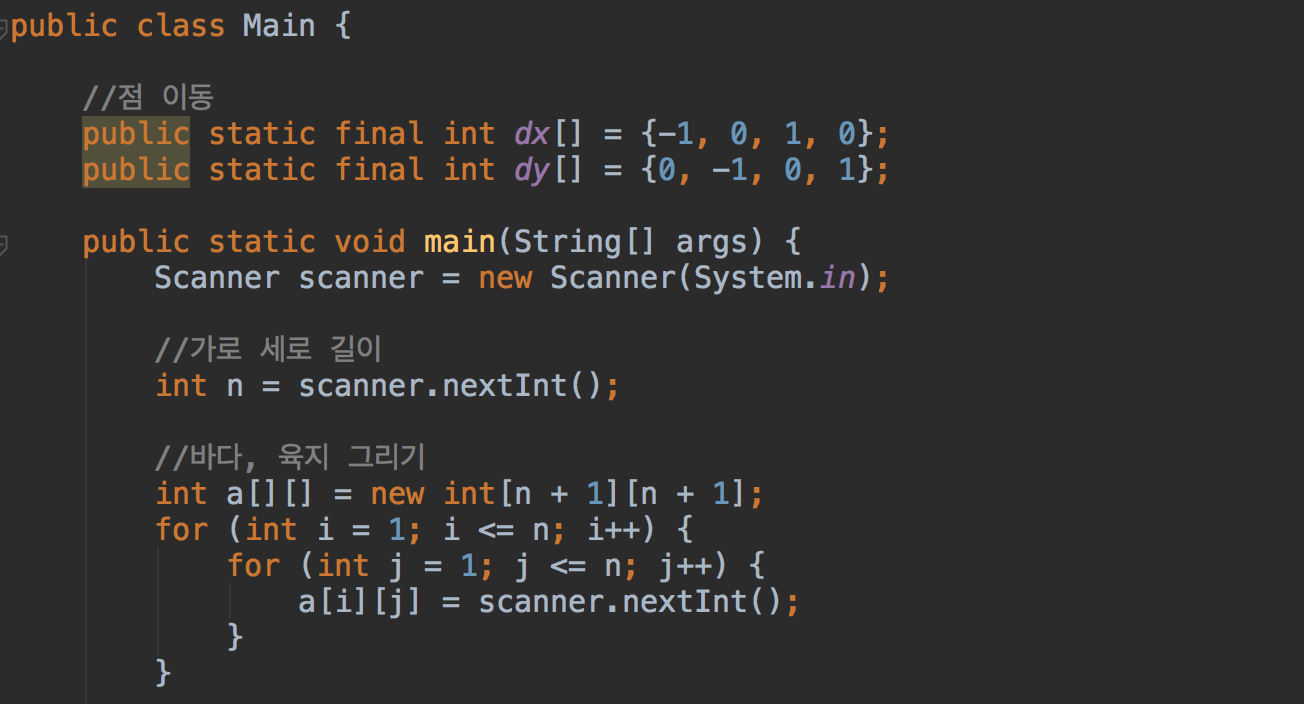 public class Main {
//점 이동
public static final int dx[] = {-1, 0, 1, 0};
public static final int dy[] = {0, -1, 0, 1};
public static void main(String[] args) {
Scanner scanner = new Scanner(System.in);
//가로 세로 길이
int n = scanner.nextInt();
//바다, 육지 그리기
int a[][] = new int[n + 1][n + 1];
for (int i = 1; i <= n; i++) {
for (int j = 1; j <= n; j++) {
a[i][j] = scanner.nextInt();
}
}